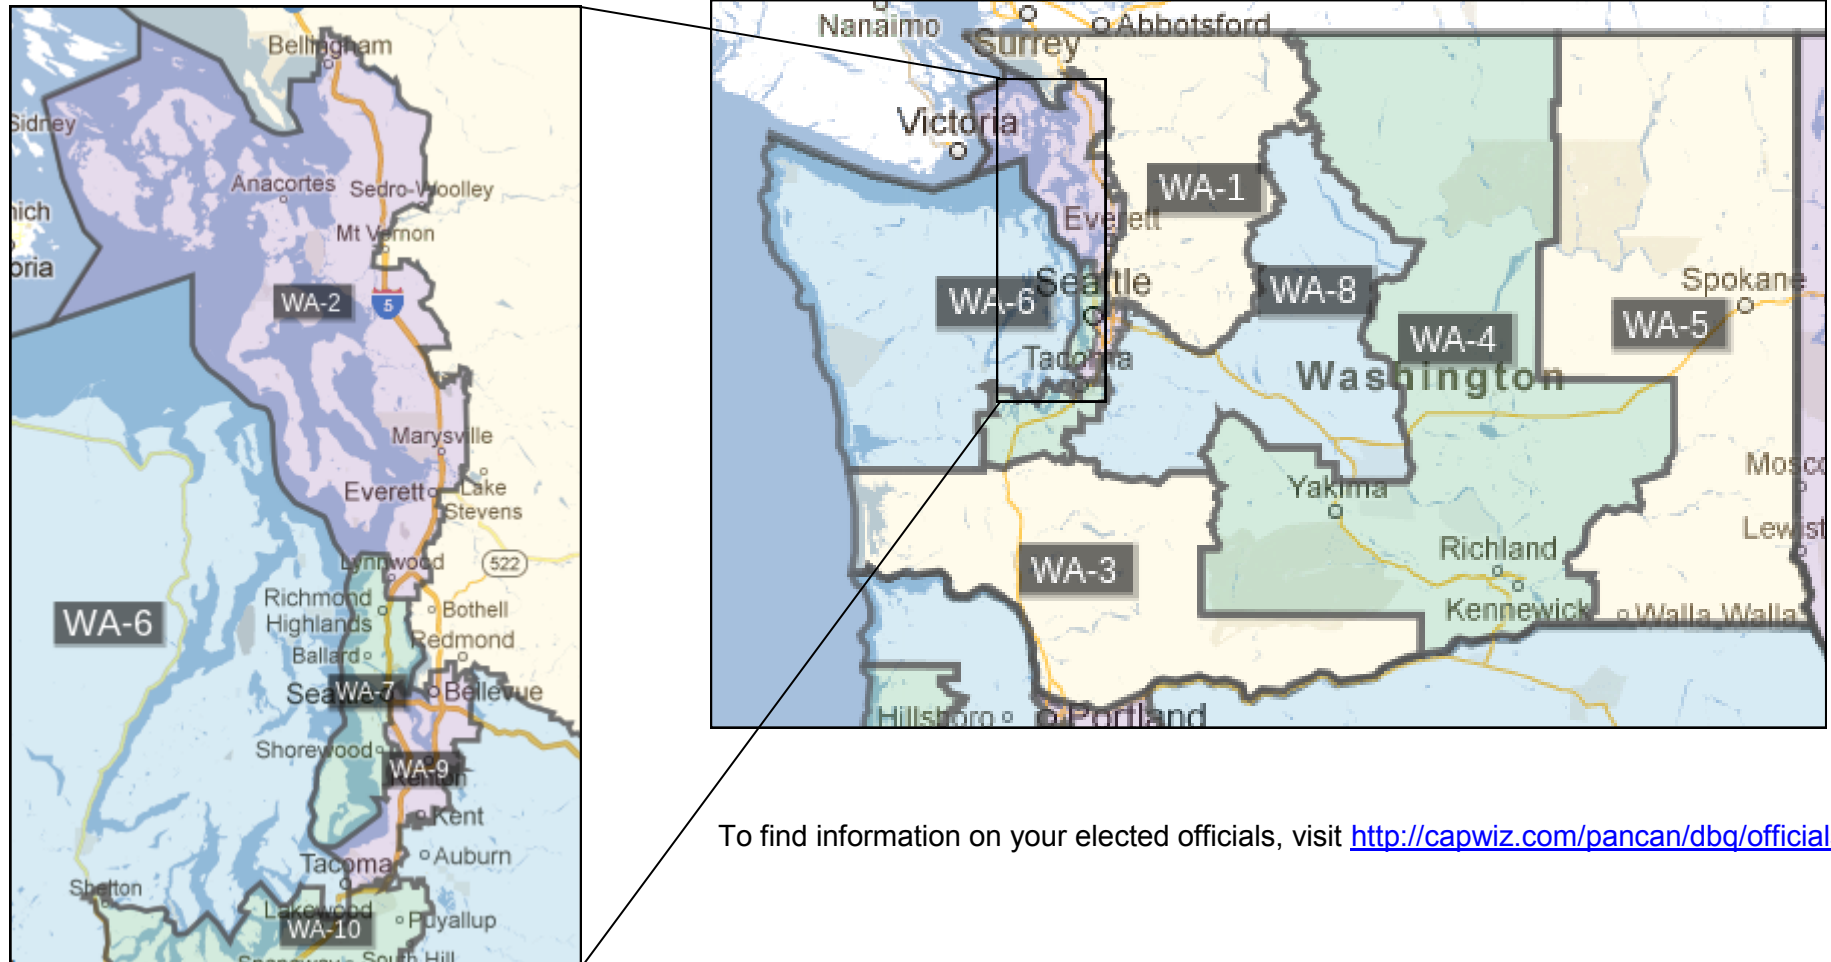 Bellingham
Sidney
Anacortes
Sedro-Woolley
Mt Vernon
WA-2
5
Marysville
Everett
Lake
Stevens
Lynnwood
522
Richmond
Highlands
Bothell
WA-6
Redmond
Ballard
WA-7
Bellevue
Shorewood
WA-9
Renton
Kent
Auburn
Tacoma
Shelton
Lakewood
Puyallup
WA-10
South Hill
Nanaimo
Surrey
Abbotsford
Victoria
WA-1
Everett
WA-6
Seattle
WA-8
Spokane
WA-5
WA-4
Tacoma
Washington
Yakima
Richland
WA-3
Kennewick
Walla Walla
Hillsboro
Portland
To find information on your elected officials, visit http://capwiz.com/pancan/dbq/official